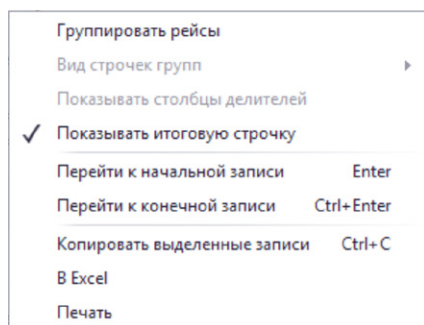 Группировать рейсы
Вид строчек групп
Показывать столбцы делителей
Показывать итоговую строчку
Перейти к начальной записи Enter
Перейти к конечной записи Ctrl+Enter
Копировать выделенные записи Ctrl+C
В Excel
Печать